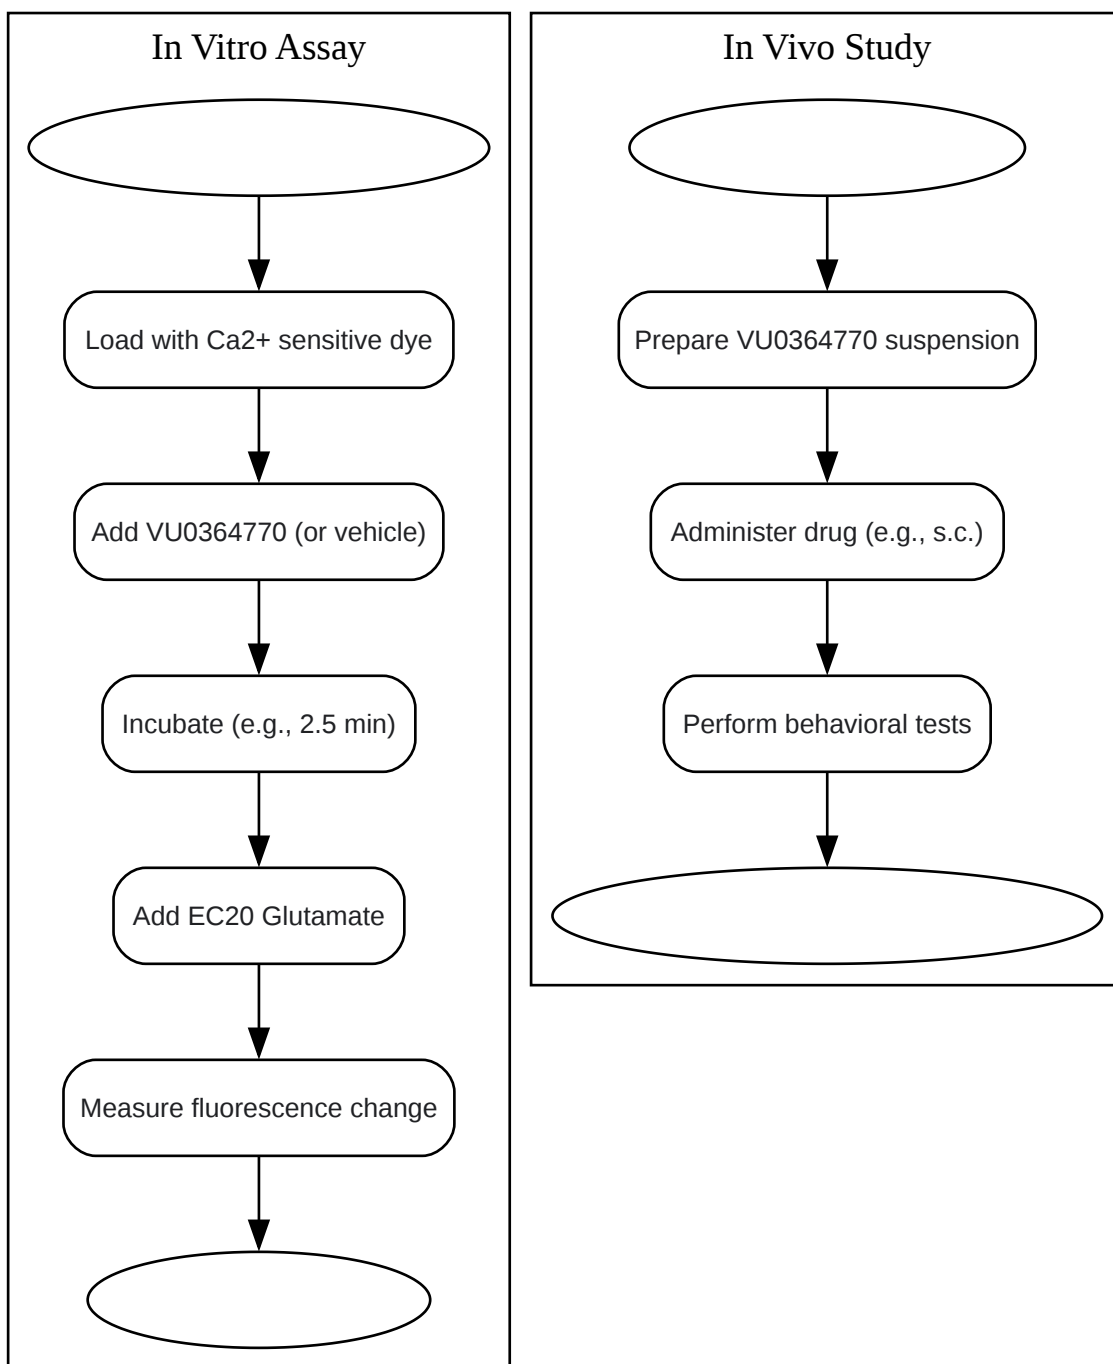 In Vitro Assay
Load with Ca2+ sensitive dye
Add VU0364770 (or vehicle)
Incubate (e.g., 2.5 min)
Add EC20 Glutamate
Measure fluorescence change
In Vivo Study
Prepare VU0364770 suspension
Administer drug (e.g., s.c.)
Perform behavioral tests